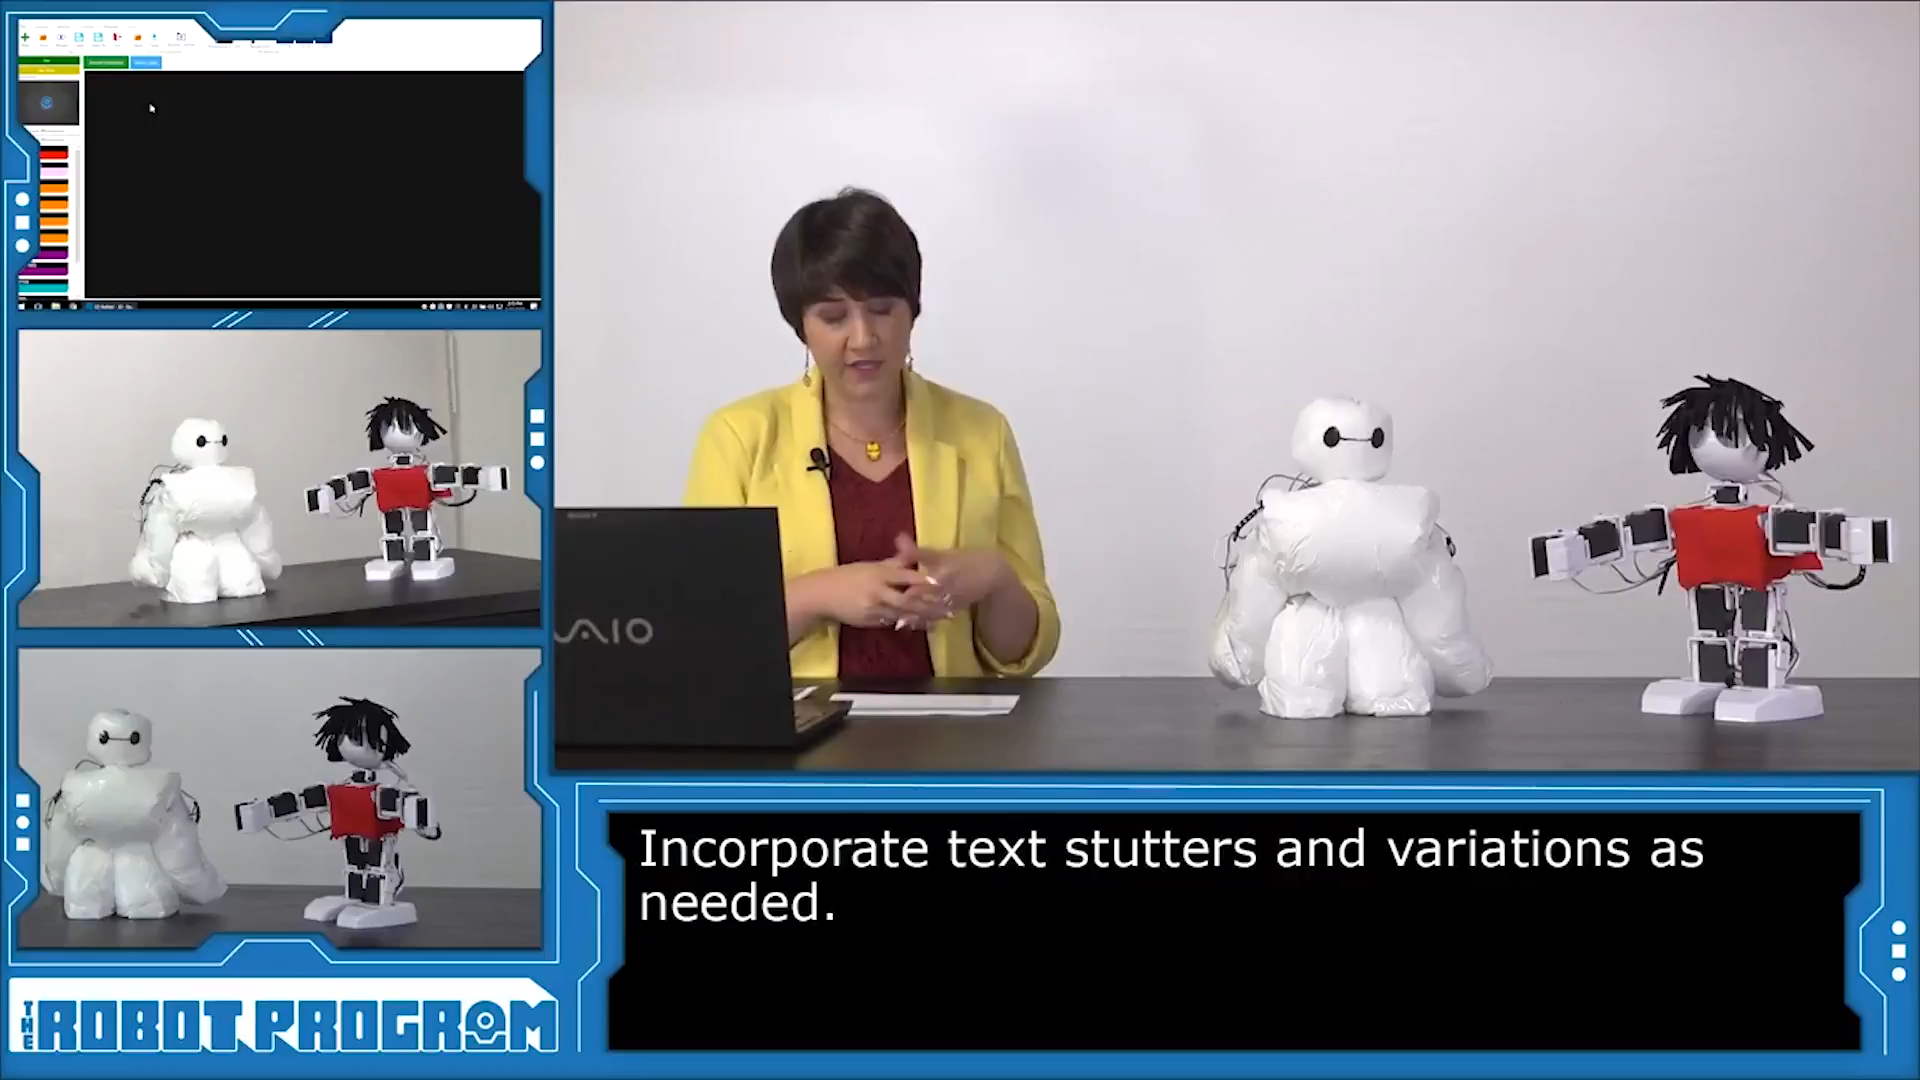 VAIO
Incorporate text stutters and variations as
needed.
THE ROBOT PROGRAM